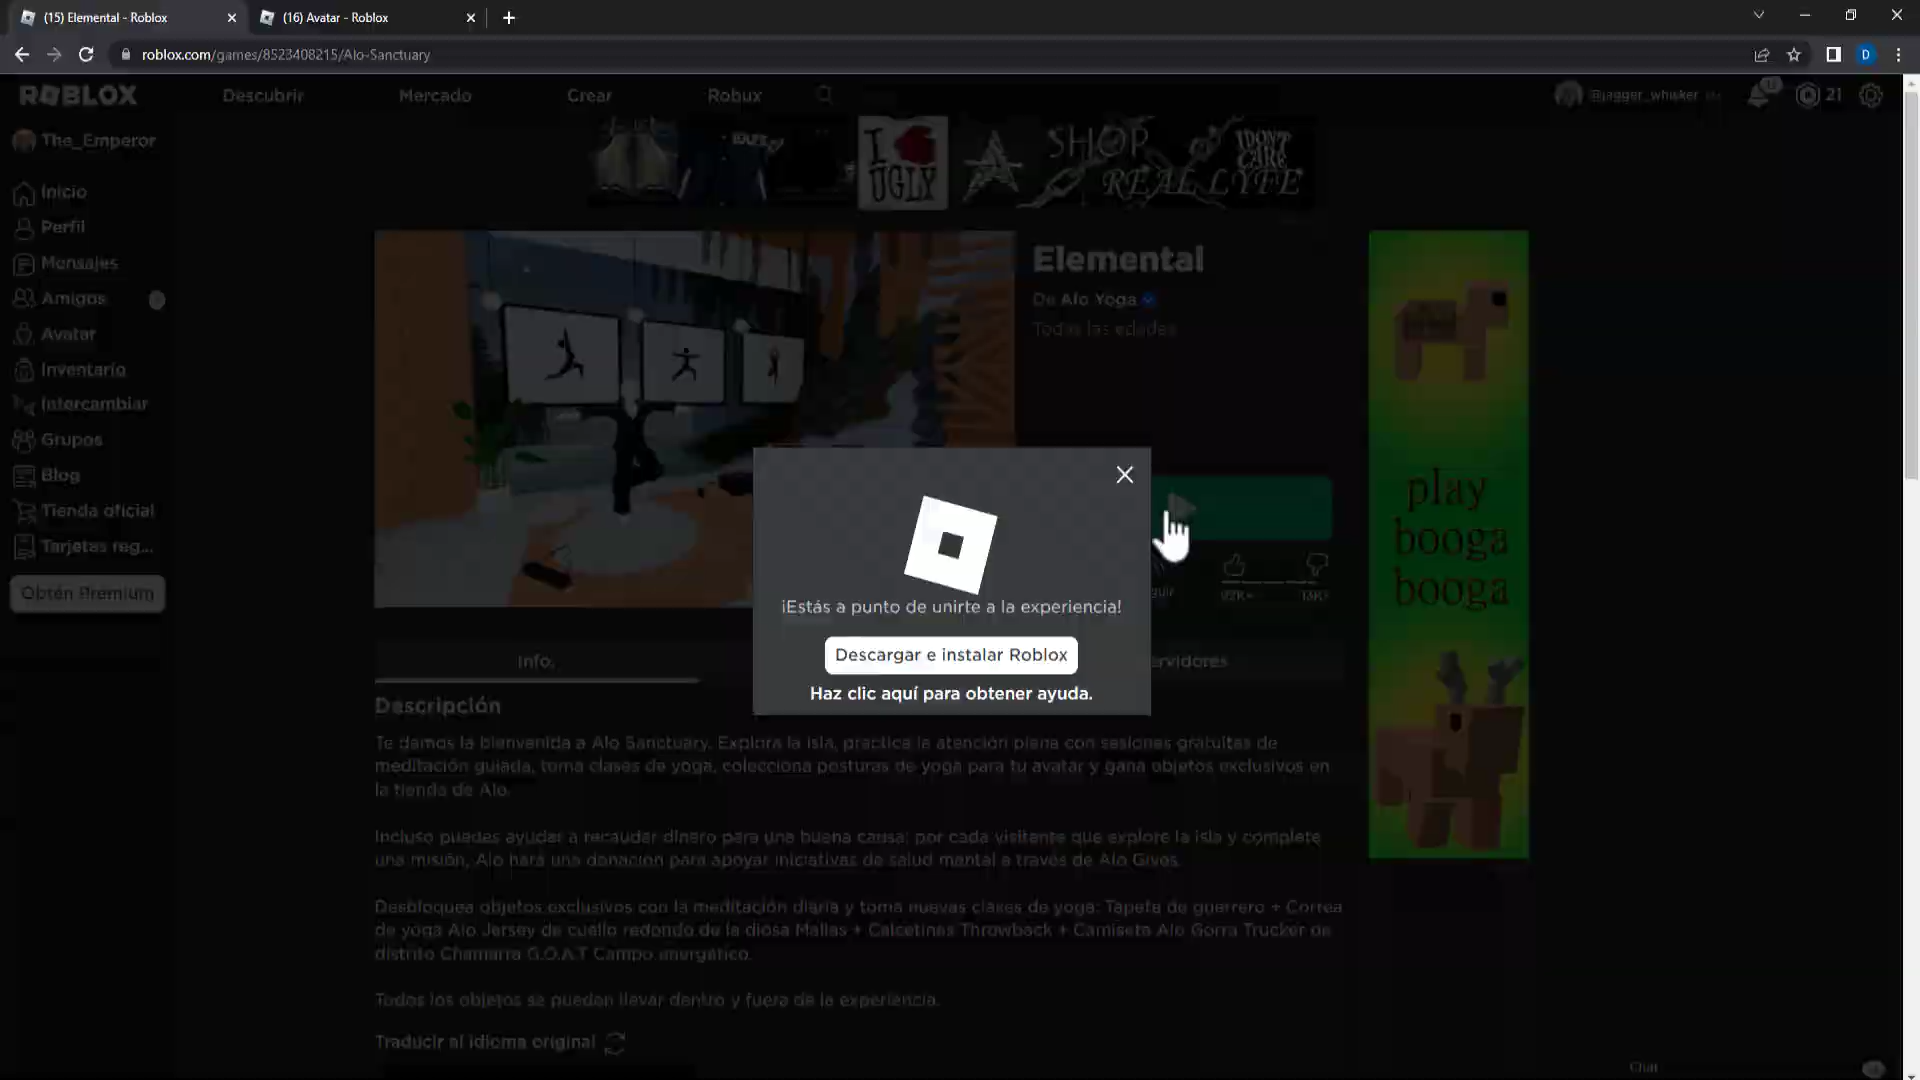 (15) Elemental - Roblox
(16) Avatar - Roblox
roblox.com/games/8523408215/Alo-Sanctuary
ROBLOX
Descubrir
Mercado
Crear
Robux
@jagger_whisker
21
The_Emperor
Inicio
Perfil
Mensajes
Amigos
Avatar
Inventario
Intercambiar
Grupos
Blog
Tienda oficial
Tarjetas reg...
Obtén Premium
I
UGLY
SHOP
REAL LYFE
DON'T
CARE
Elemental
De Alo Yoga
Todas las edades
play
booga
booga
¡Estás a punto de unirte a la experiencia!
Descargar e instalar Roblox
Haz clic aquí para obtener ayuda.
guir
92K+
13K+
Info.
ervidores
Descripción
Te damos la bienvenida a Alo Sanctuary. Explora la isla, practica la atención plena con sesiones gratuitas de
meditación guiada, toma clases de yoga, colecciona posturas de yoga para tu avatar y gana objetos exclusivos en
la tienda de Alo.
Incluso puedes ayudar a recaudar dinero para una buena causa: por cada visitante que explore la isla y complete
una misión, Alo hará una donación para apoyar iniciativas de salud mental a través de Alo Gives.
Desbloquea objetos exclusivos con la meditación diaria y toma nuevas clases de yoga: Tapete de guerrero + Correa
de yoga Alo Jersey de cuello redondo de la diosa Mallas + Calcetines Throwback + Camiseta Alo Gorra Trucker de
distrito Chamarra G.O.A.T Campo energético.
Todos los objetos se pueden llevar dentro y fuera de la experiencia.
Traducir al idioma original
Chat
D